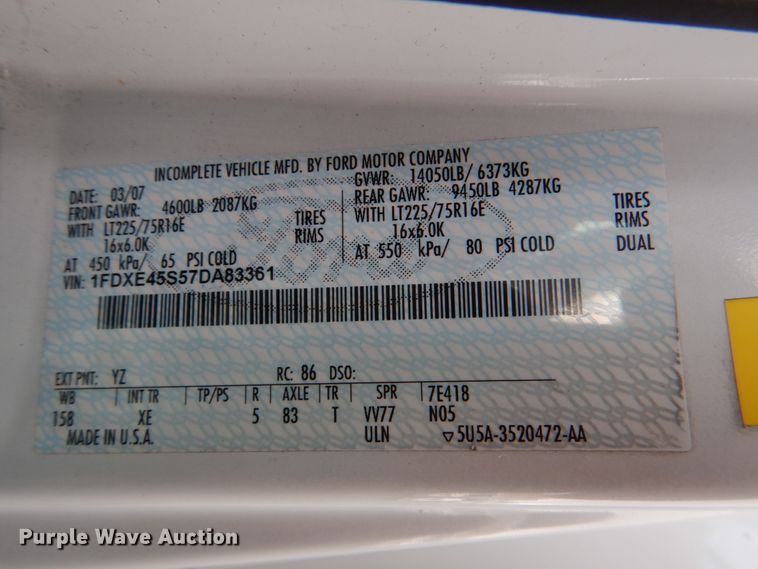 INCOMPLETE VEHICLE MFD. BY FORD MOTOR COMPANY
DATE: 03/07 GVWR: 14050LB/ 6373KG
FRONT GAWR: 4600LB 2087KG REAR GAWR: 9450LB 4287KG
WITH LT225/75R16E TIRES WITH LT225/75R16E TIRES
16x6.0K RIMS 16x6.0K RIMS
AT 450 kPa/ 65 PSI COLD AT 550 kPa/ 80 PSI COLD DUAL
VIN: 1FDXE45S57DA83361
EXT PNT: YZ RC: 86 DSO:
WB INT TR TP/PS R AXLE TR SPR 7E418
158 XE 5 83 T VV77 N05
MADE IN U.S.A. ULN ▽5U5A-3520472-AA
Purple Wave Auction